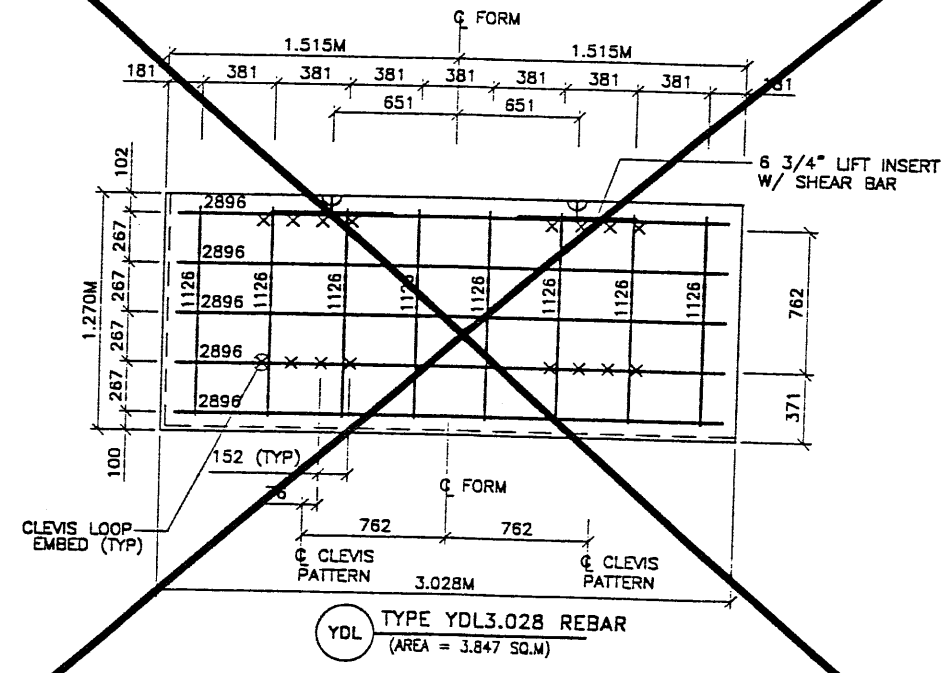 ℄ FORM
1.515M 1.515M
181 381 381 381 381 381 381 381 181
651 651
6 3/4" LIFT INSERT
W/ SHEAR BAR
102
267
267
267
267
100
1.270M
2896
2896
2896
2896
2896
1126 1126 1126 1126 1126 1126 1126 1126
762
371
152 (TYP)
76
℄ FORM
CLEVIS LOOP
EMBED (TYP)
762 762
℄ CLEVIS
PATTERN
℄ CLEVIS
PATTERN
3.028M
YDL
TYPE YDL3.028 REBAR
(AREA = 3.847 SQ.M)